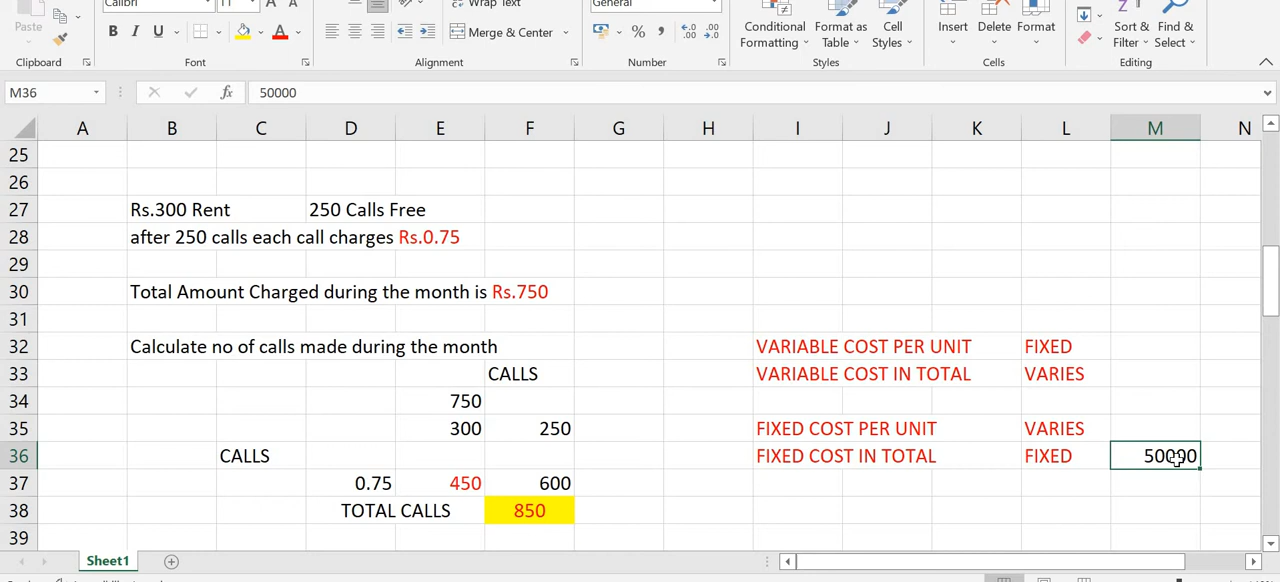 Calibri
11
A
A
Wrap Text
General
Paste
B I U
A
Merge & Center
%
Conditional Formatting
Format as Table
Cell Styles
Insert
Delete
Format
Sort & Filter
Find & Select
Clipboard
Font
Alignment
Number
Styles
Cells
Editing
M36
fx
50000
A B C D E F G H I J K L M N
25
26
27 Rs.300 Rent 250 Calls Free
28 after 250 calls each call charges Rs.0.75
29
30 Total Amount Charged during the month is Rs.750
31
32 Calculate no of calls made during the month VARIABLE COST PER UNIT FIXED
33 CALLS VARIABLE COST IN TOTAL VARIES
34 750
35 300 250 FIXED COST PER UNIT VARIES
36 CALLS FIXED COST IN TOTAL FIXED 50000
37 0.75 450 600
38 TOTAL CALLS 850
39
Sheet1